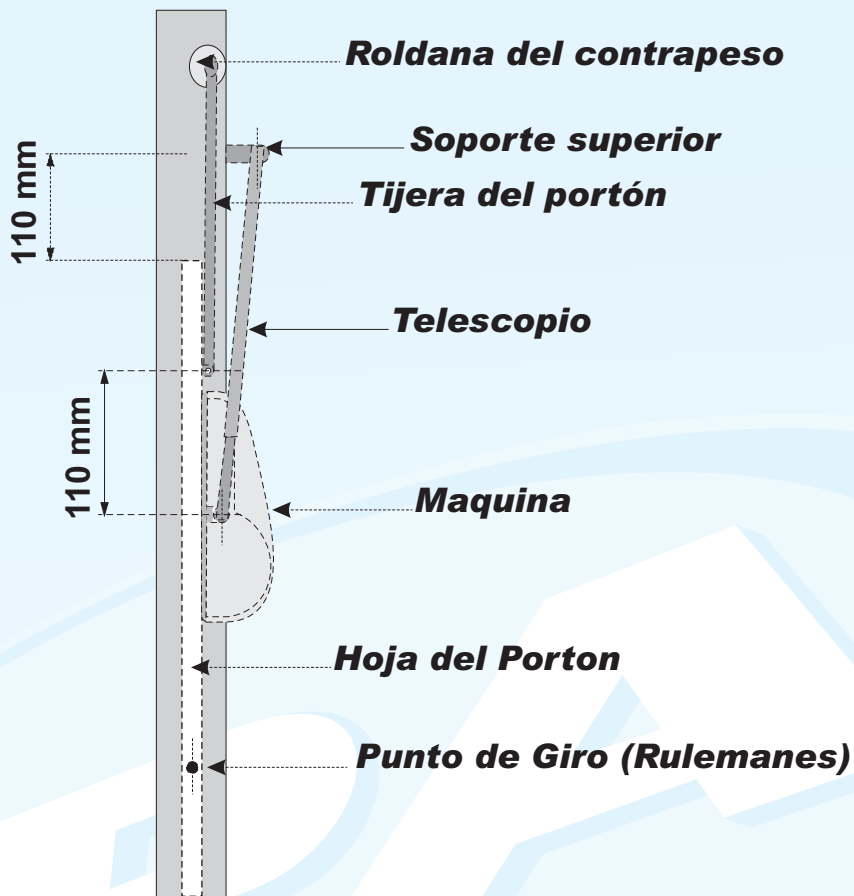 Roldana del contrapeso
Soporte superior
110 mm
Tijera del portón
Telescopio
110 mm
Maquina
Hoja del Porton
Punto de Giro (Rulemanes)